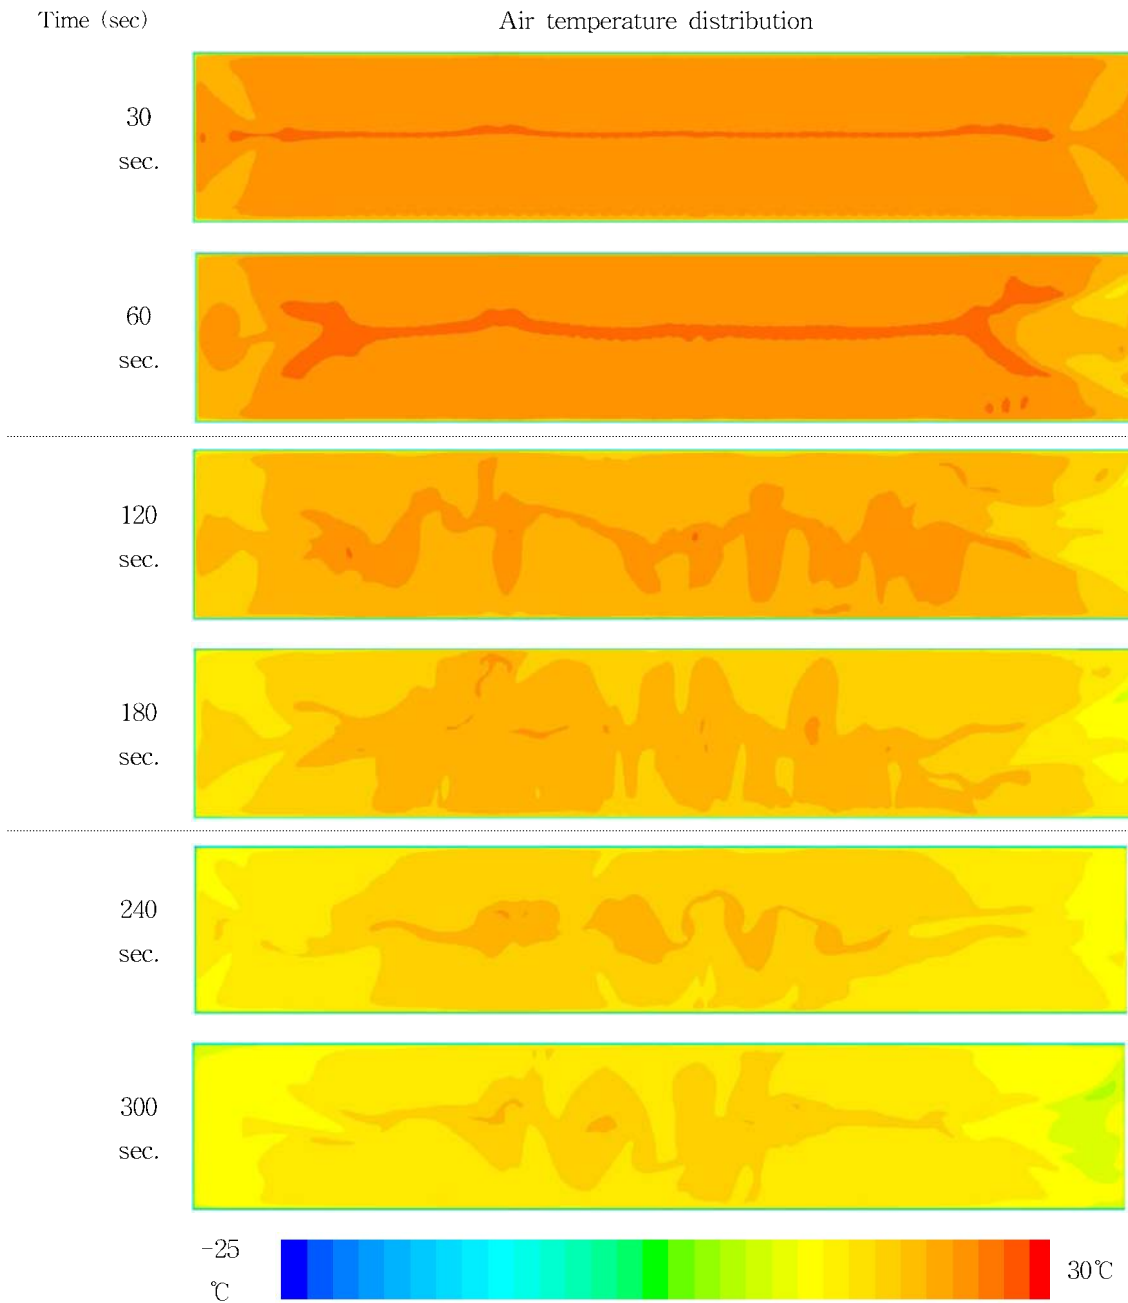 Time (sec) Air temperature distribution
30
sec.
60
sec.
120
sec.
180
sec.
240
sec.
300
sec.
-25
℃
30℃